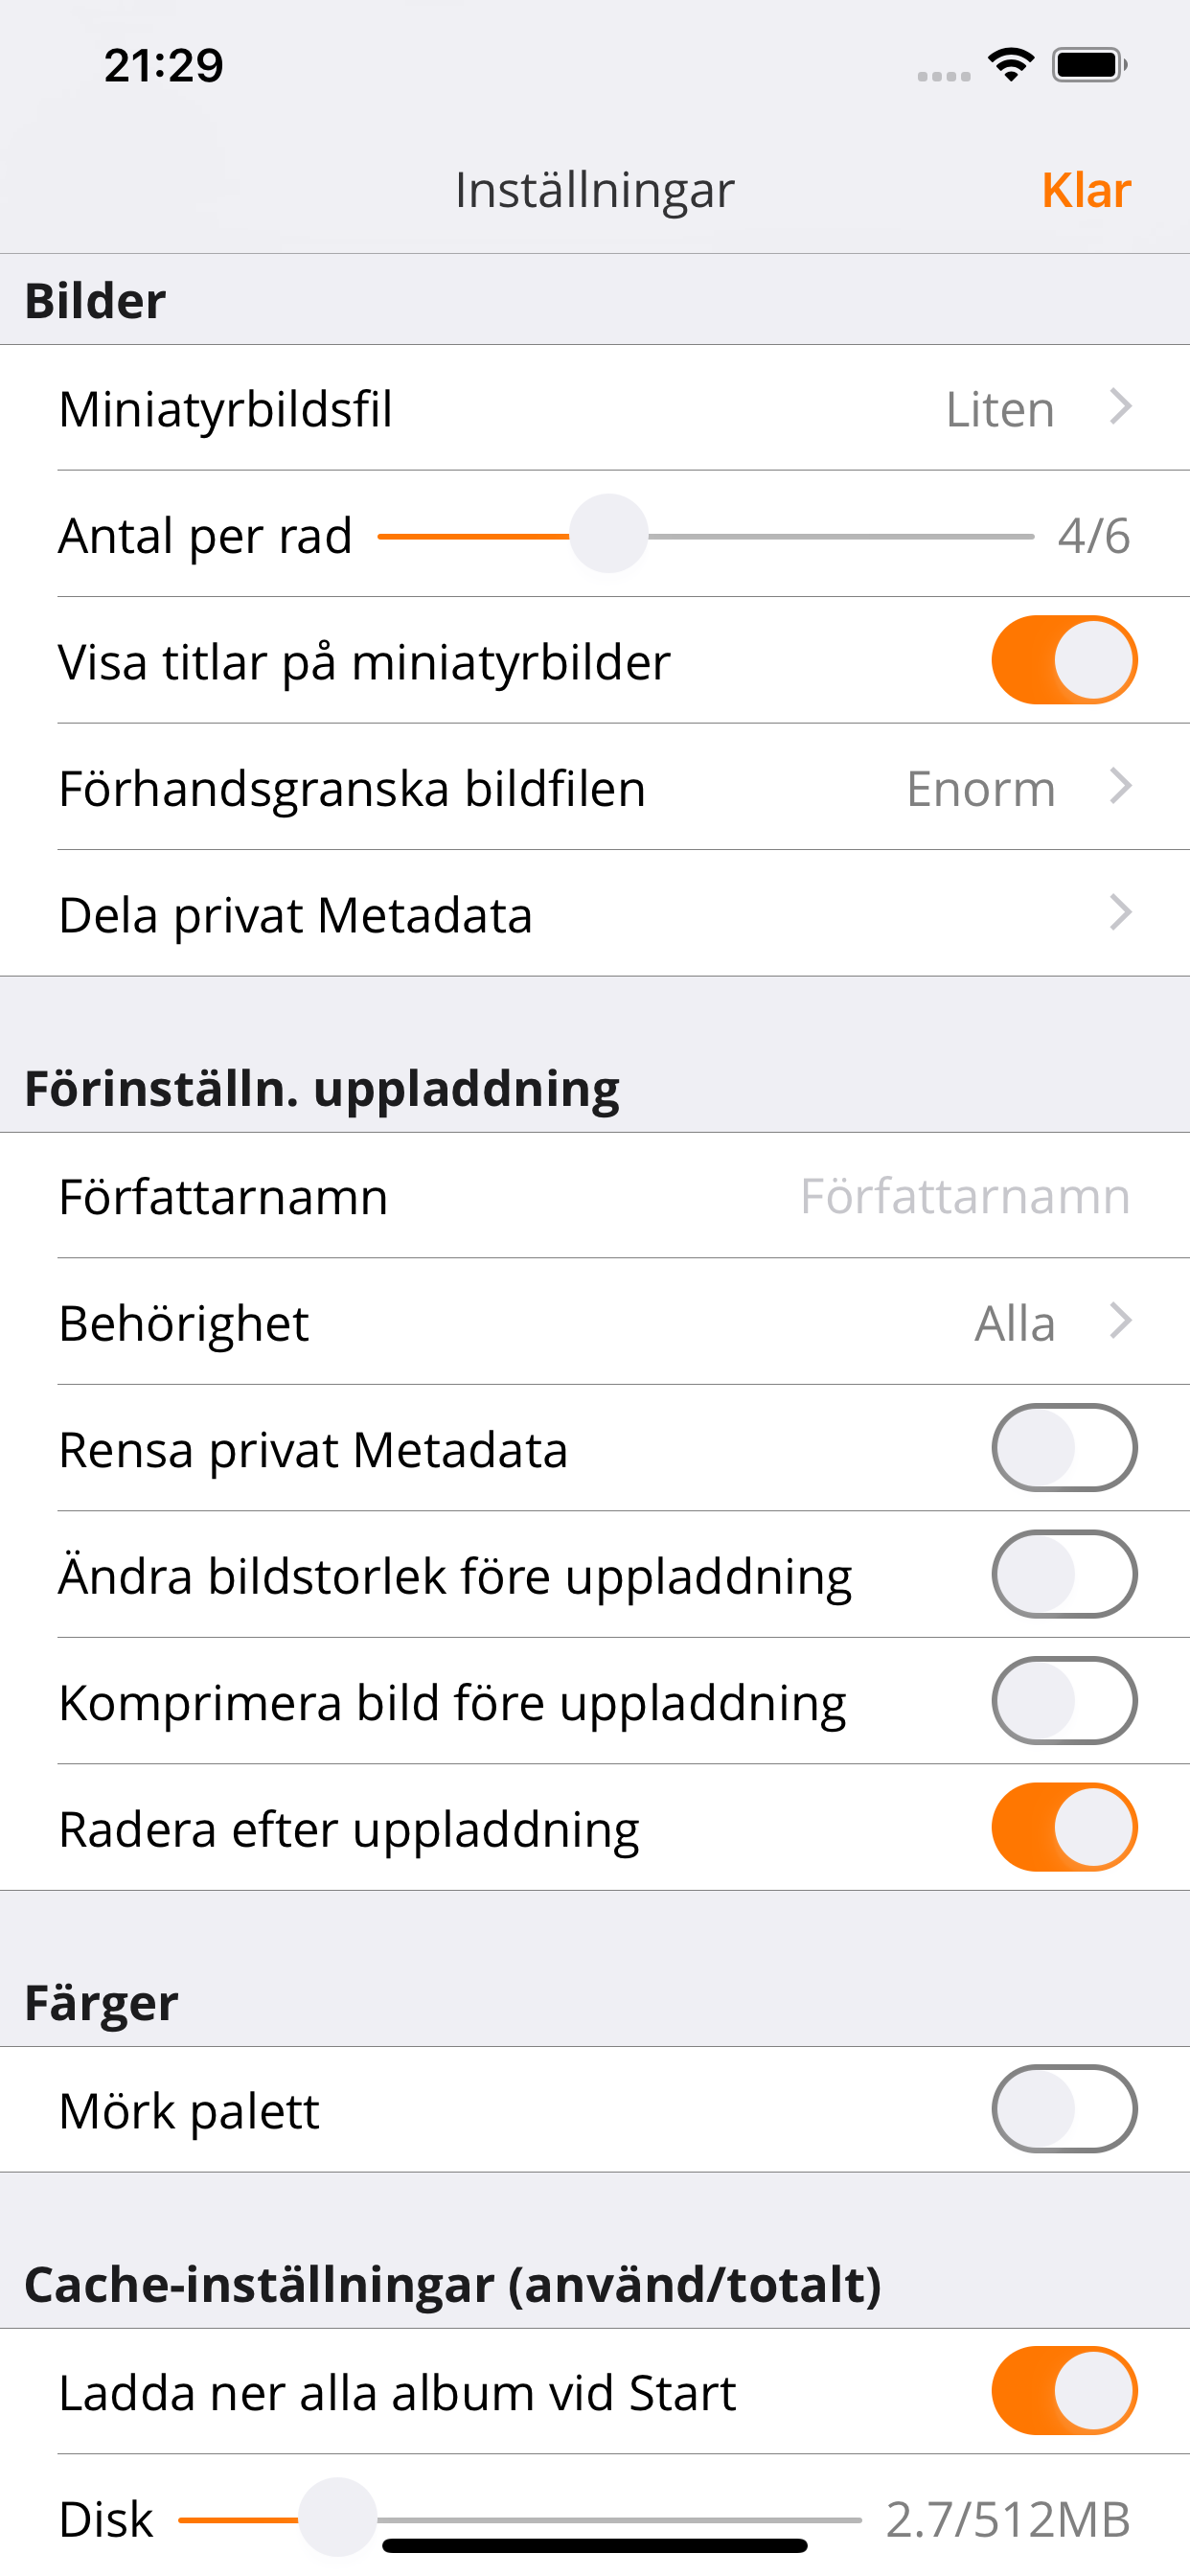 21:29
Inställningar
Klar
Bilder
Miniatyrbildsfil
Liten
Antal per rad
4/6
Visa titlar på miniatyrbilder
Förhandsgranska bildfilen
Enorm
Dela privat Metadata
Förinställn. uppladdning
Författarnamn
Författarnamn
Behörighet
Alla
Rensa privat Metadata
Ändra bildstorlek före uppladdning
Komprimera bild före uppladdning
Radera efter uppladdning
Färger
Mörk palett
Cache-inställningar (använd/totalt)
Ladda ner alla album vid Start
Disk
2.7/512MB